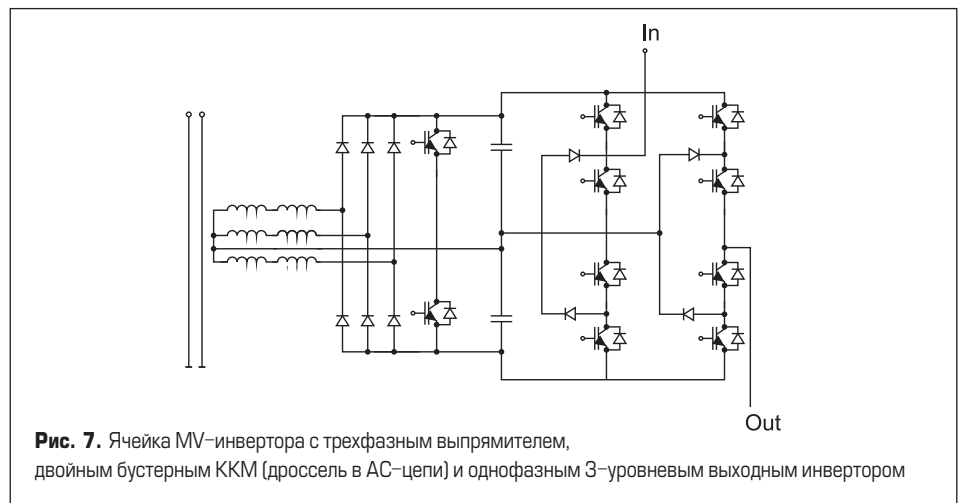 In
Out
Рис. 7. Ячейка MV–инвертора с трехфазным выпрямителем,
двойным бустерным ККМ (дроссель в АС–цепи) и однофазным 3–уровневым выходным инвертором